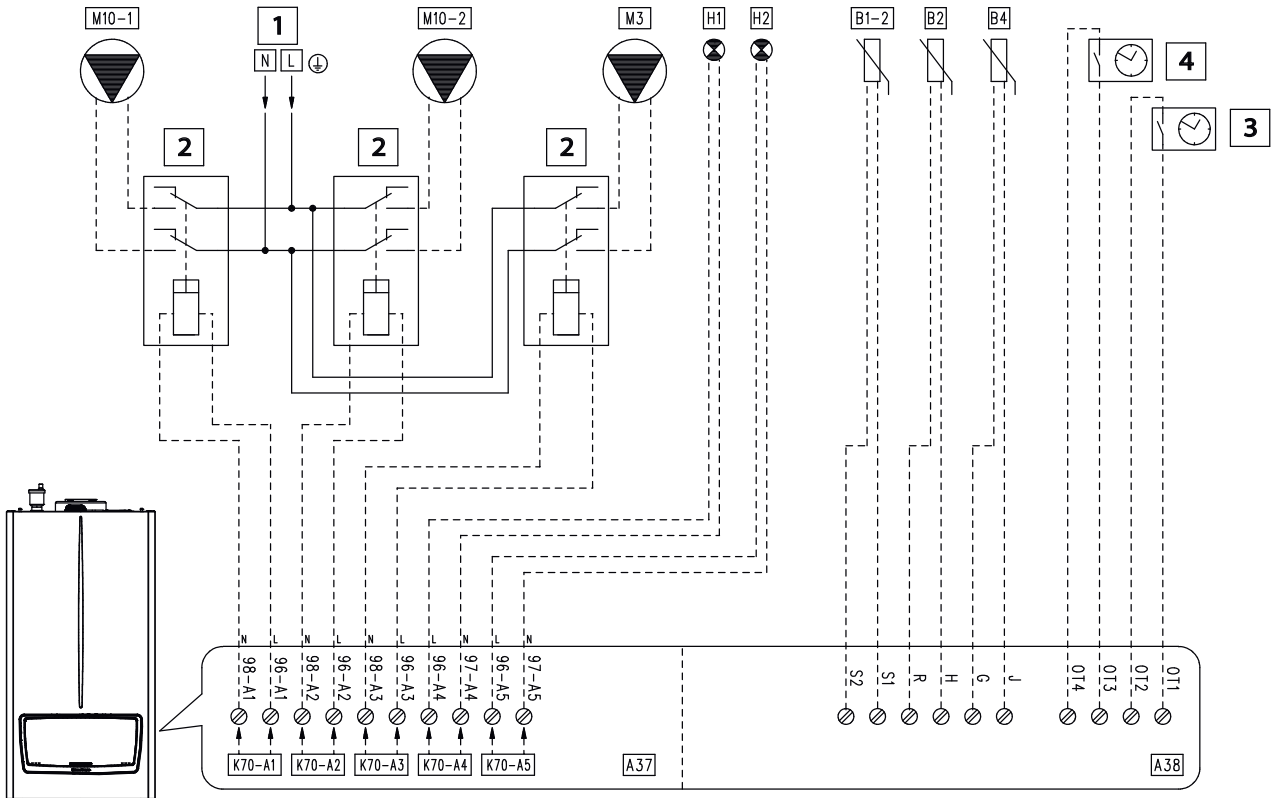 M10-1
1
M10-2
M3
H1
H2
B1-2
B2
B4
N
L
4
3
2
2
2
N
L
N
L
N
L
L
N
L
N
98-A1
96-A1
98-A2
96-A2
98-A3
96-A3
96-A4
97-A4
96-A5
97-A5
S2
S1
R
H
G
J
OT4
OT3
OT2
OT1
K70-A1
K70-A2
K70-A3
K70-A4
K70-A5
A37
A38